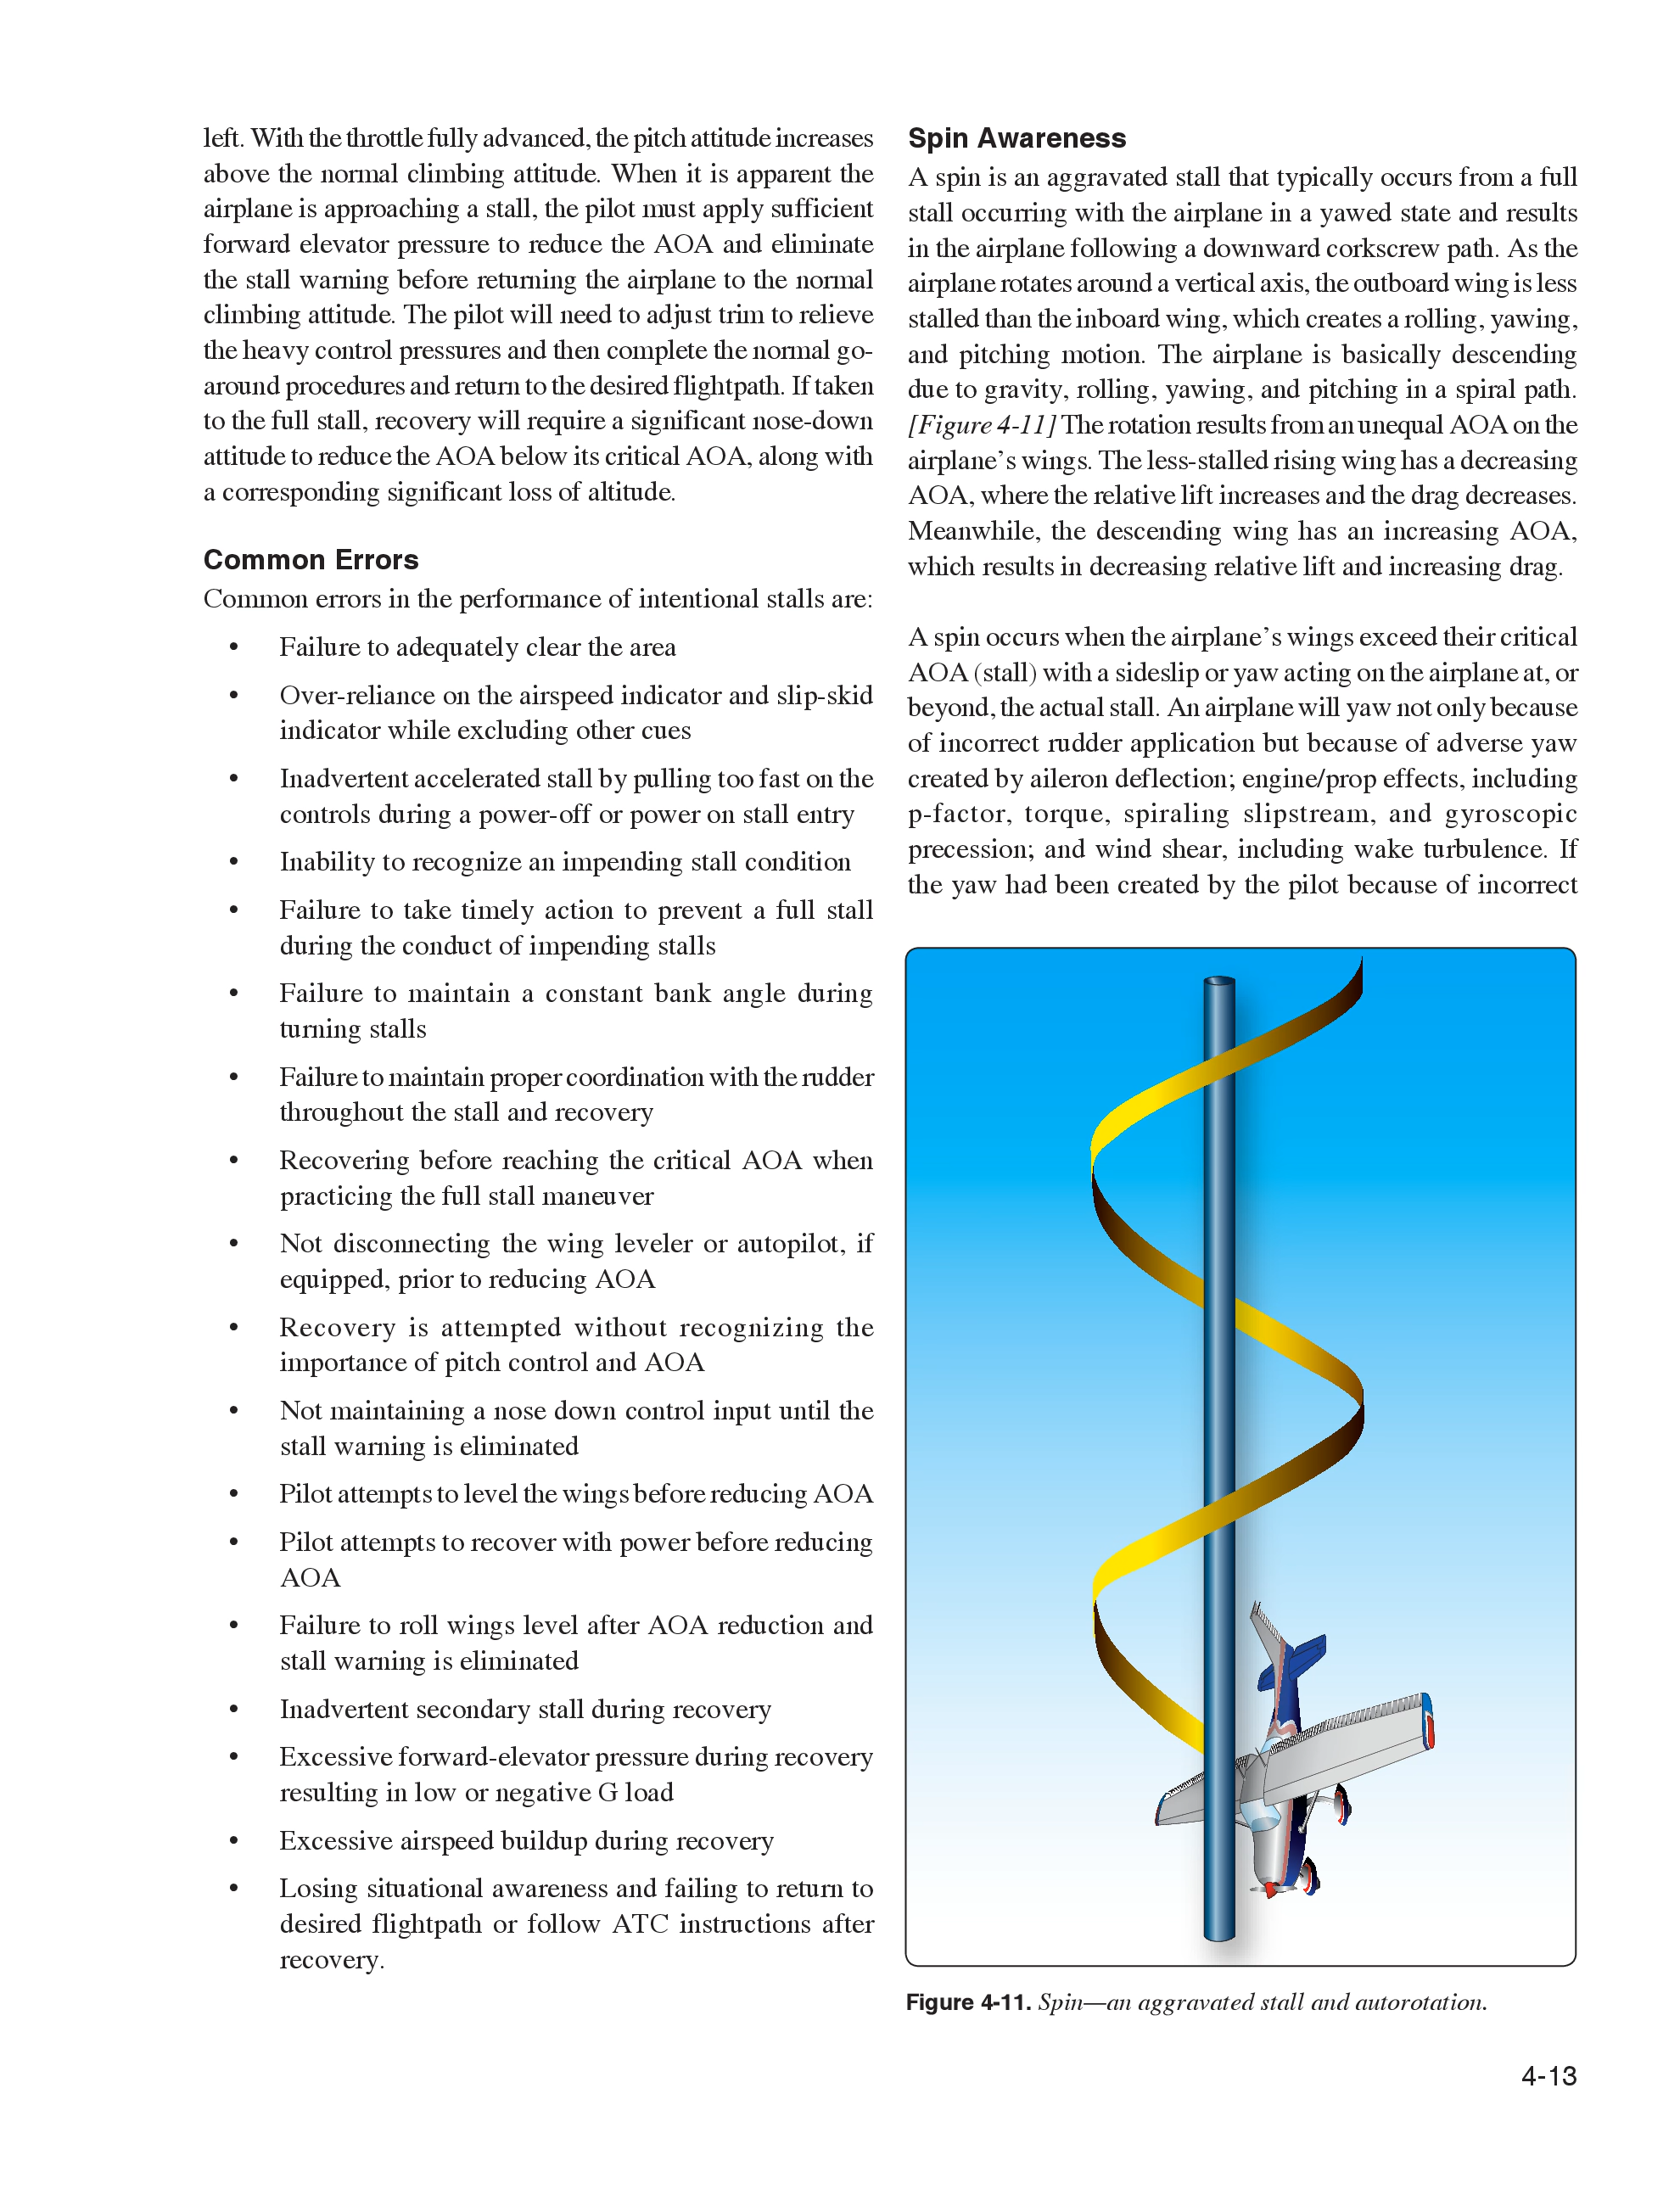 left. With the throttle fully advanced, the pitch attitude increases
above the normal climbing attitude. When it is apparent the
airplane is approaching a stall, the pilot must apply sufficient
forward elevator pressure to reduce the AOA and eliminate
the stall warning before returning the airplane to the normal
climbing attitude. The pilot will need to adjust trim to relieve
the heavy control pressures and then complete the normal go-
around procedures and return to the desired flightpath. If taken
to the full stall, recovery will require a significant nose-down
attitude to reduce the AOA below its critical AOA, along with
a corresponding significant loss of altitude.
Common Errors
Common errors in the performance of intentional stalls are:
• Failure to adequately clear the area
• Over-reliance on the airspeed indicator and slip-skid
indicator while excluding other cues
• Inadvertent accelerated stall by pulling too fast on the
controls during a power-off or power on stall entry
• Inability to recognize an impending stall condition
• Failure to take timely action to prevent a full stall
during the conduct of impending stalls
• Failure to maintain a constant bank angle during
turning stalls
• Failure to maintain proper coordination with the rudder
throughout the stall and recovery
• Recovering before reaching the critical AOA when
practicing the full stall maneuver
• Not disconnecting the wing leveler or autopilot, if
equipped, prior to reducing AOA
• Recovery is attempted without recognizing the
importance of pitch control and AOA
• Not maintaining a nose down control input until the
stall warning is eliminated
• Pilot attempts to level the wings before reducing AOA
• Pilot attempts to recover with power before reducing
AOA
• Failure to roll wings level after AOA reduction and
stall warning is eliminated
• Inadvertent secondary stall during recovery
• Excessive forward-elevator pressure during recovery
resulting in low or negative G load
• Excessive airspeed buildup during recovery
• Losing situational awareness and failing to return to
desired flightpath or follow ATC instructions after
recovery.
Spin Awareness
A spin is an aggravated stall that typically occurs from a full
stall occurring with the airplane in a yawed state and results
in the airplane following a downward corkscrew path. As the
airplane rotates around a vertical axis, the outboard wing is less
stalled than the inboard wing, which creates a rolling, yawing,
and pitching motion. The airplane is basically descending
due to gravity, rolling, yawing, and pitching in a spiral path.
[Figure 4-11] The rotation results from an unequal AOA on the
airplane’s wings. The less-stalled rising wing has a decreasing
AOA, where the relative lift increases and the drag decreases.
Meanwhile, the descending wing has an increasing AOA,
which results in decreasing relative lift and increasing drag.
A spin occurs when the airplane’s wings exceed their critical
AOA (stall) with a sideslip or yaw acting on the airplane at, or
beyond, the actual stall. An airplane will yaw not only because
of incorrect rudder application but because of adverse yaw
created by aileron deflection; engine/prop effects, including
p-factor, torque, spiraling slipstream, and gyroscopic
precession; and wind shear, including wake turbulence. If
the yaw had been created by the pilot because of incorrect
Figure 4-11. Spin—an aggravated stall and autorotation.
4-13